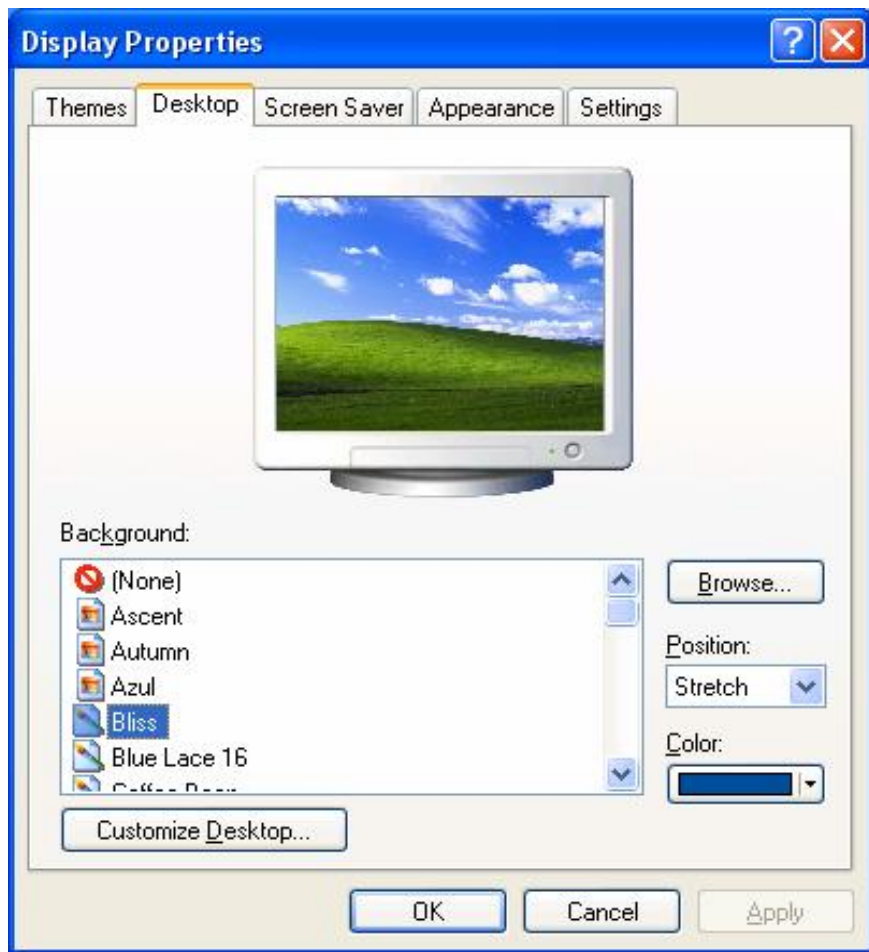 Display Properties
Themes Desktop Screen Saver Appearance Settings
Background:
(None)
Ascent
Autumn
Azul
Bliss
Blue Lace 16
Browse...
Position:
Stretch
Color:
Customize Desktop...
OK Cancel Apply